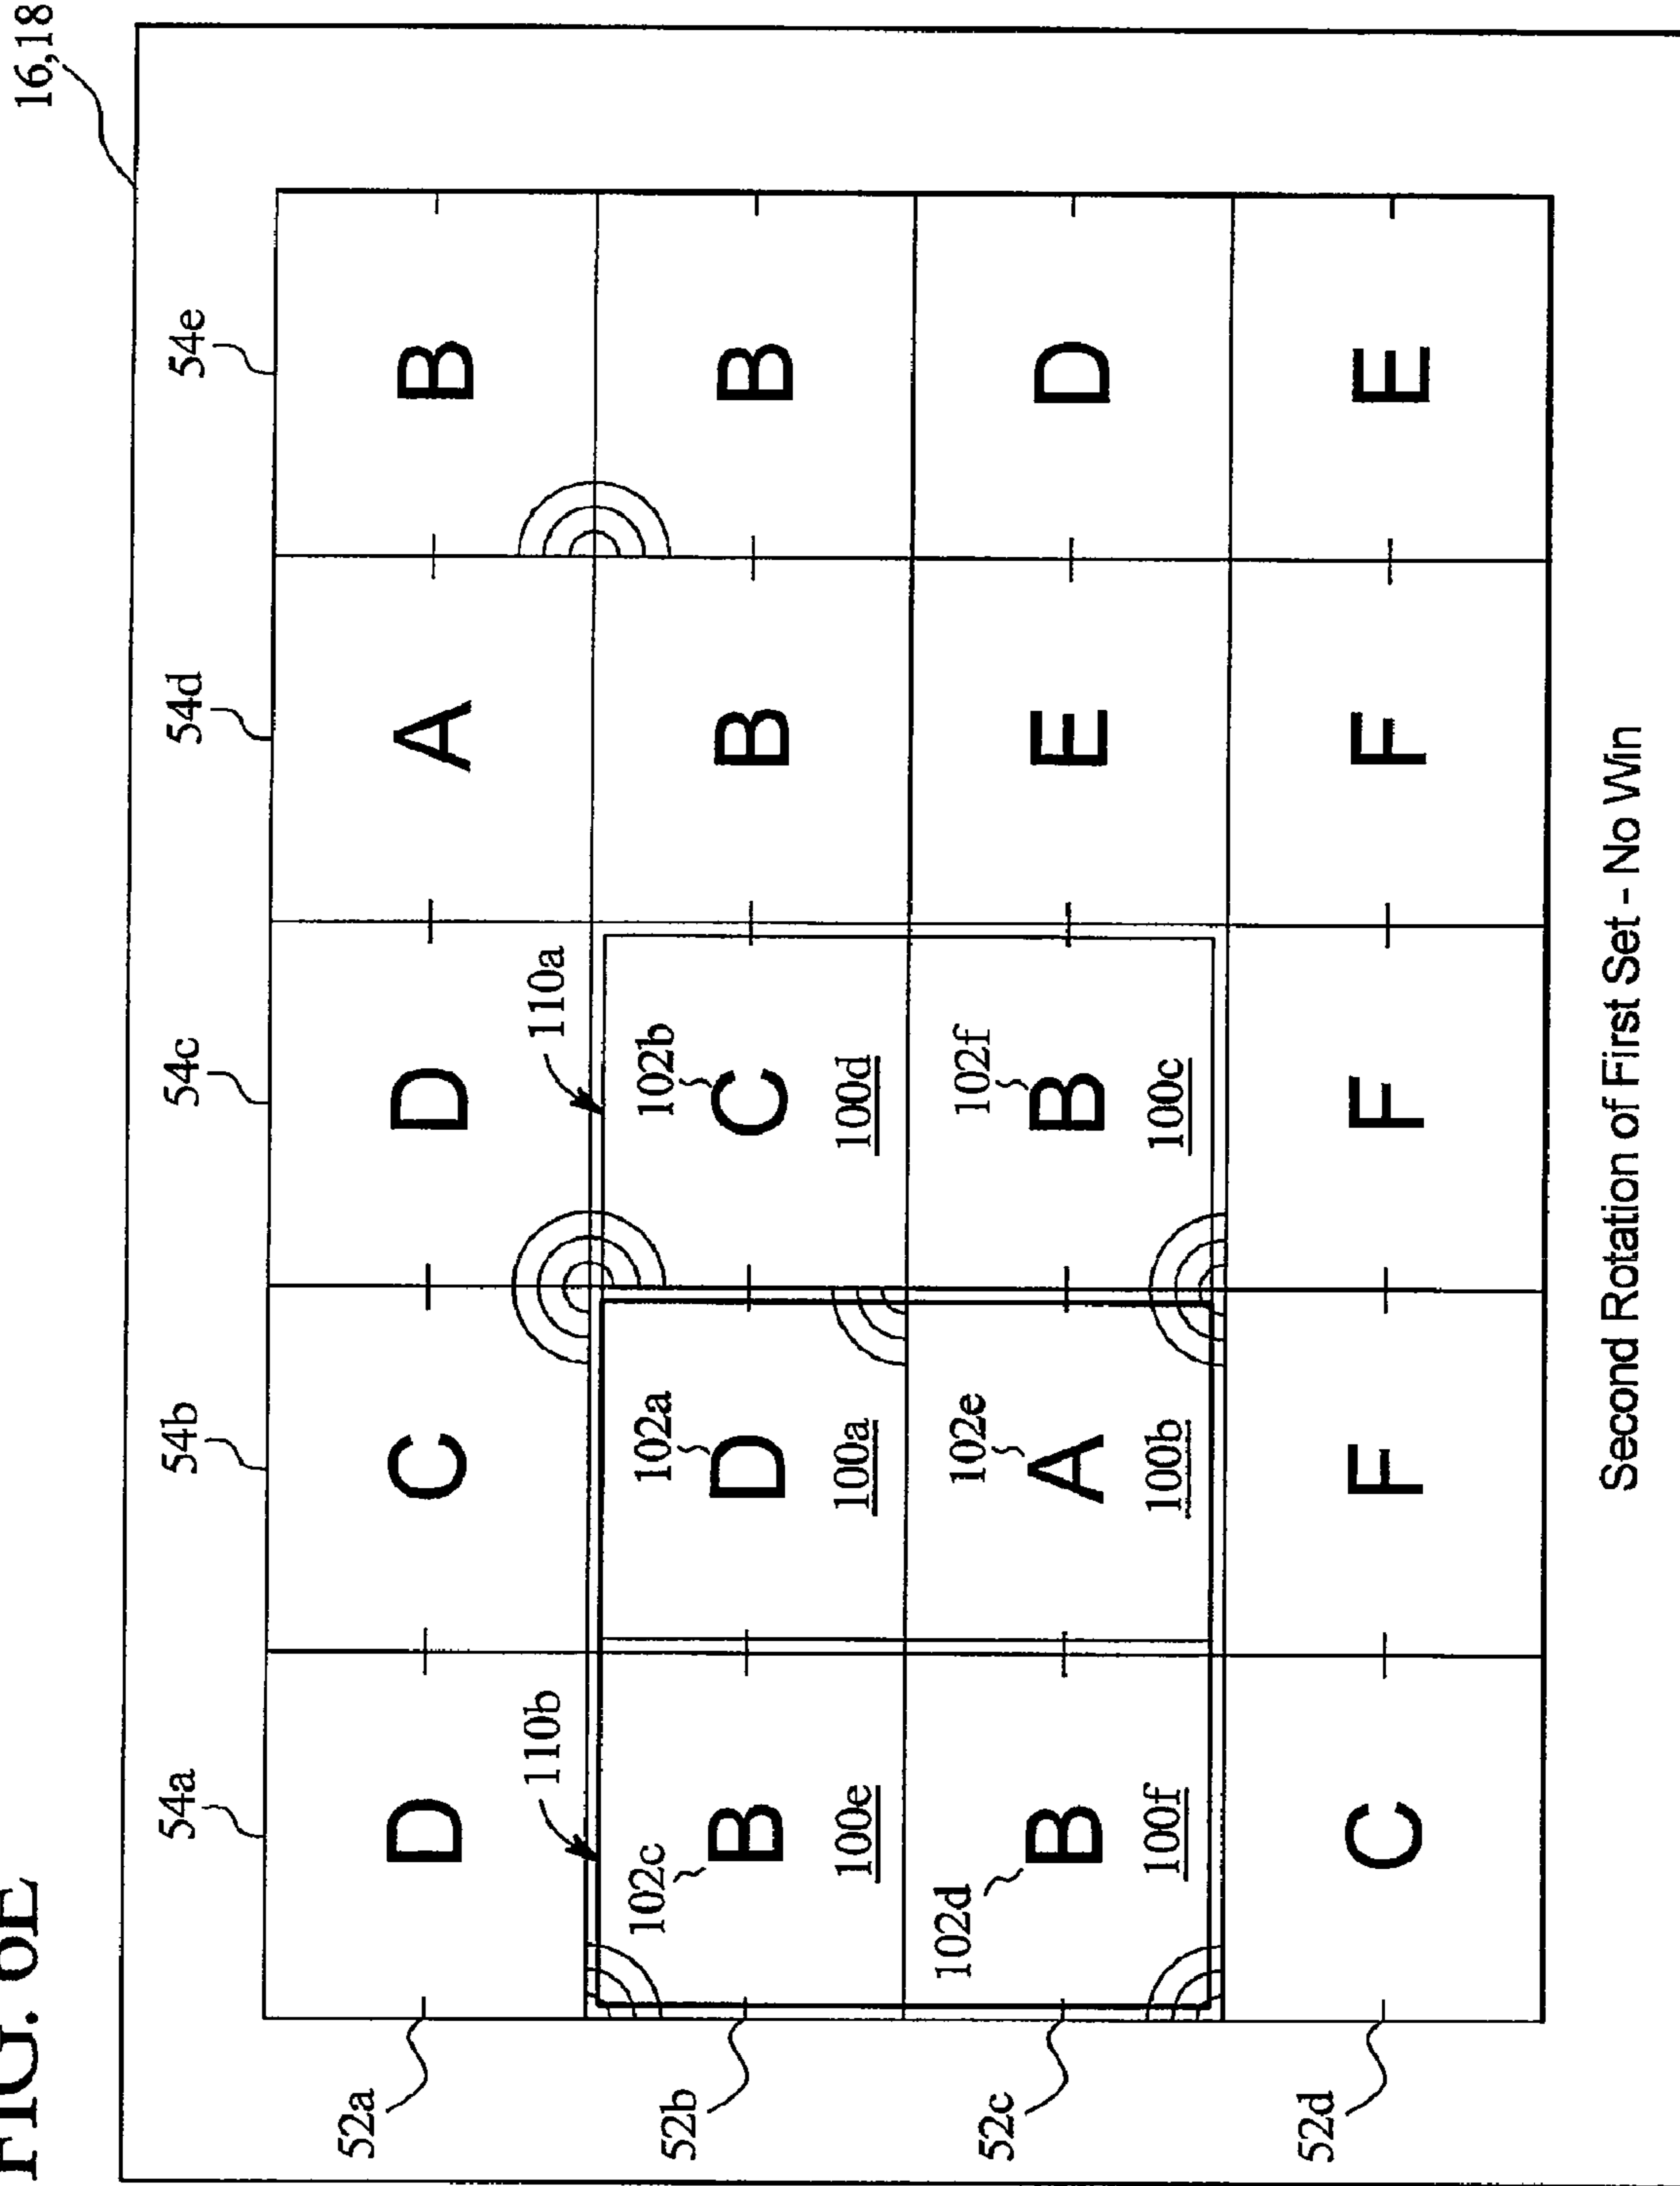 FIG. 6E
16,18
54a 54b 54c 54d 54e
52a D C D A B
110b 110a
102c 102a 102b
52b B D C B B
100e 100a 100d
102d 102e 102f
52c B A B E D
100f 100b 100c
52d C F F F E
Second Rotation of First Set - No Win